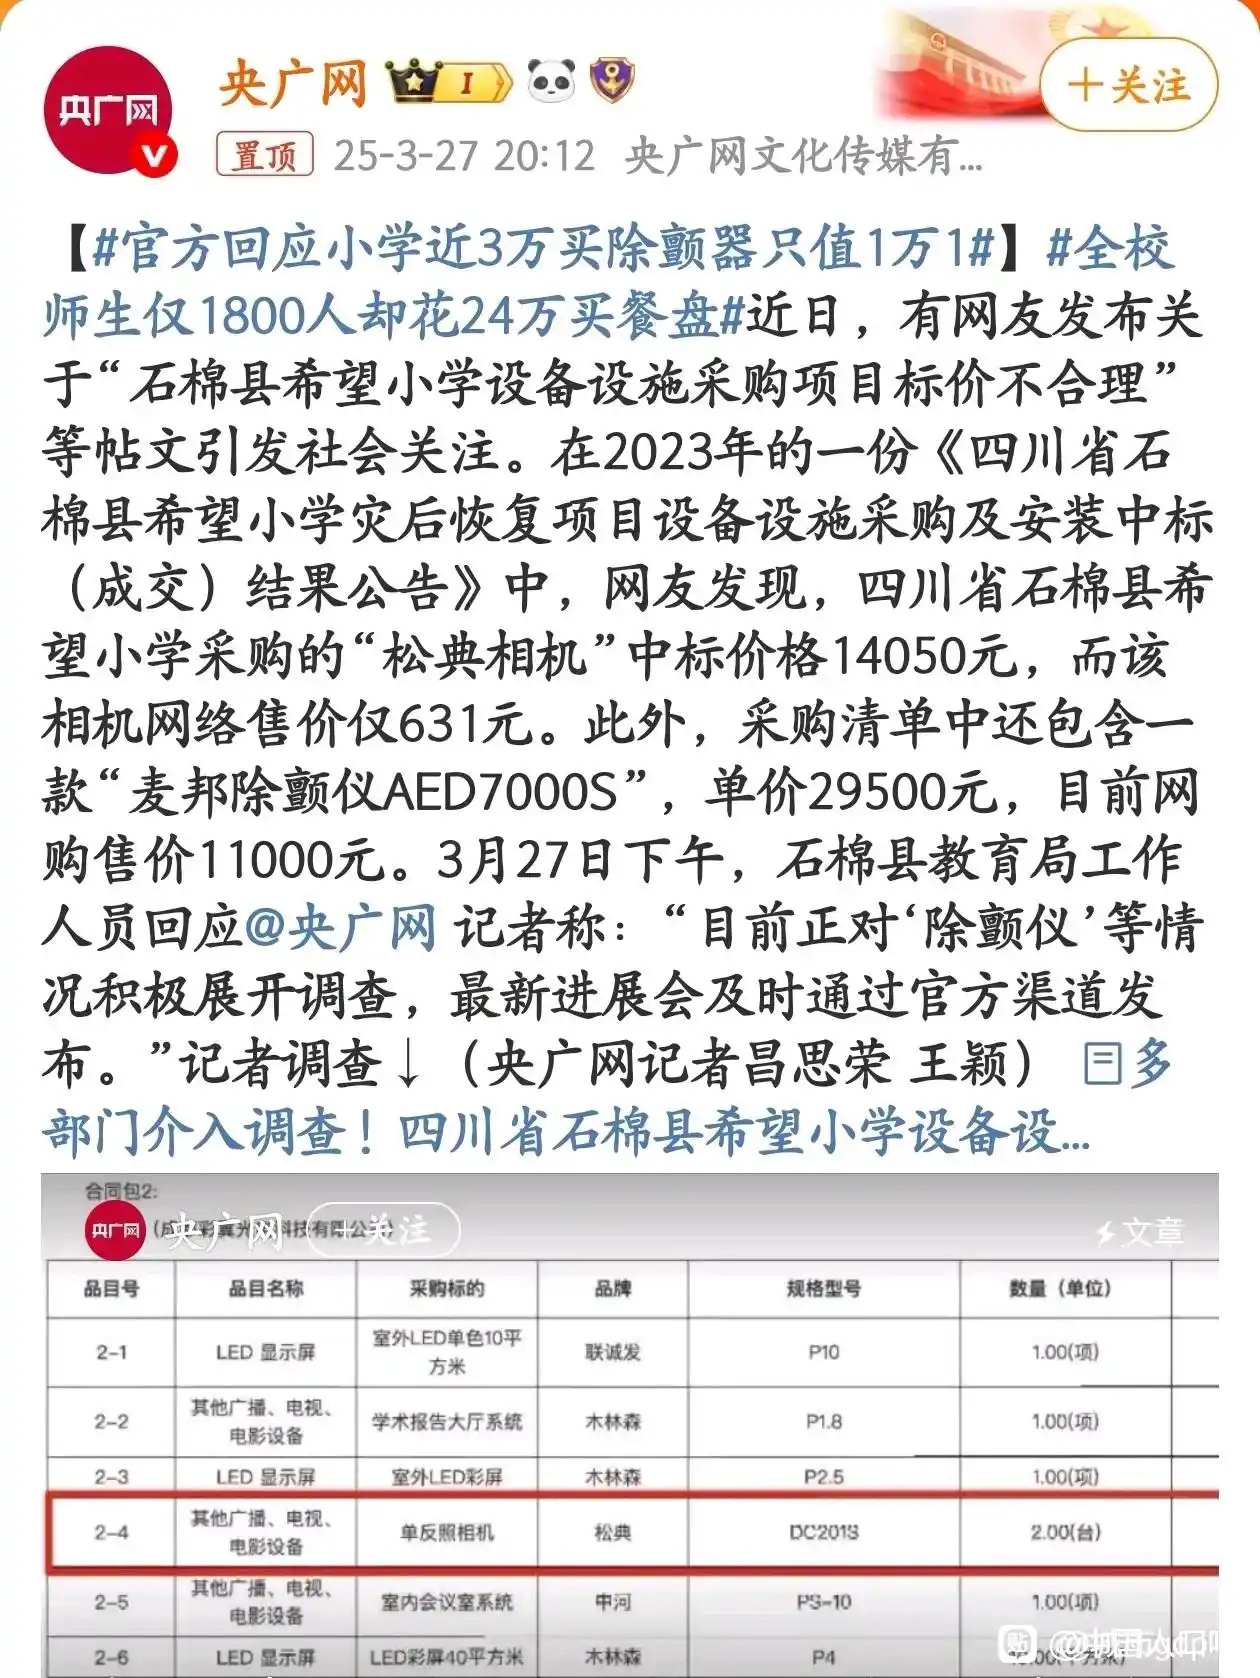 央广网
央广网
I
+关注
置顶 25-3-27 20:12 央广网文化传媒有...
【#官方回应小学近3万买除颤器只值1万1#】#全校
师生仅1800人却花24万买餐盘#近日，有网友发布关
于“石棉县希望小学设备设施采购项目标价不合理”
等帖文引发社会关注。在2023年的一份《四川省石
棉县希望小学灾后恢复项目设备设施采购及安装中标
（成交）结果公告》中，网友发现，四川省石棉县希
望小学采购的“松典相机”中标价格14050元，而该
相机网络售价仅631元。此外，采购清单中还包含一
款“麦邦除颤仪AED7000S”，单价29500元，目前网
购售价11000元。3月27日下午，石棉县教育局工作
人员回应@央广网 记者称：“目前正对‘除颤仪’等情
况积极展开调查，最新进展会及时通过官方渠道发
布。”记者调查↓（央广网记者昌思荣 王颖） 多
部门介入调查！四川省石棉县希望小学设备设...
合同包2:
央广网 央广网 +关注 文章
科技有限公司)
品目号 品目名称 采购标的 品牌 规格型号 数量（单位）
2-1 LED 显示屏 室外LED单色10平方米 联诚发 P10 1.00(项)
2-2 其他广播、电视、电影设备 学术报告大厅系统 木林森 P1.8 1.00(项)
2-3 LED 显示屏 室外LED彩屏 木林森 P2.5 1.00(项)
2-4 其他广播、电视、电影设备 单反照相机 松典 DC201S 2.00(台)
2-5 其他广播、电视、电影设备 室内会议室系统 中河 PS-10 1.00(项)
2-6 LED 显示屏 LED彩屏40平方米 木林森 P4
贴